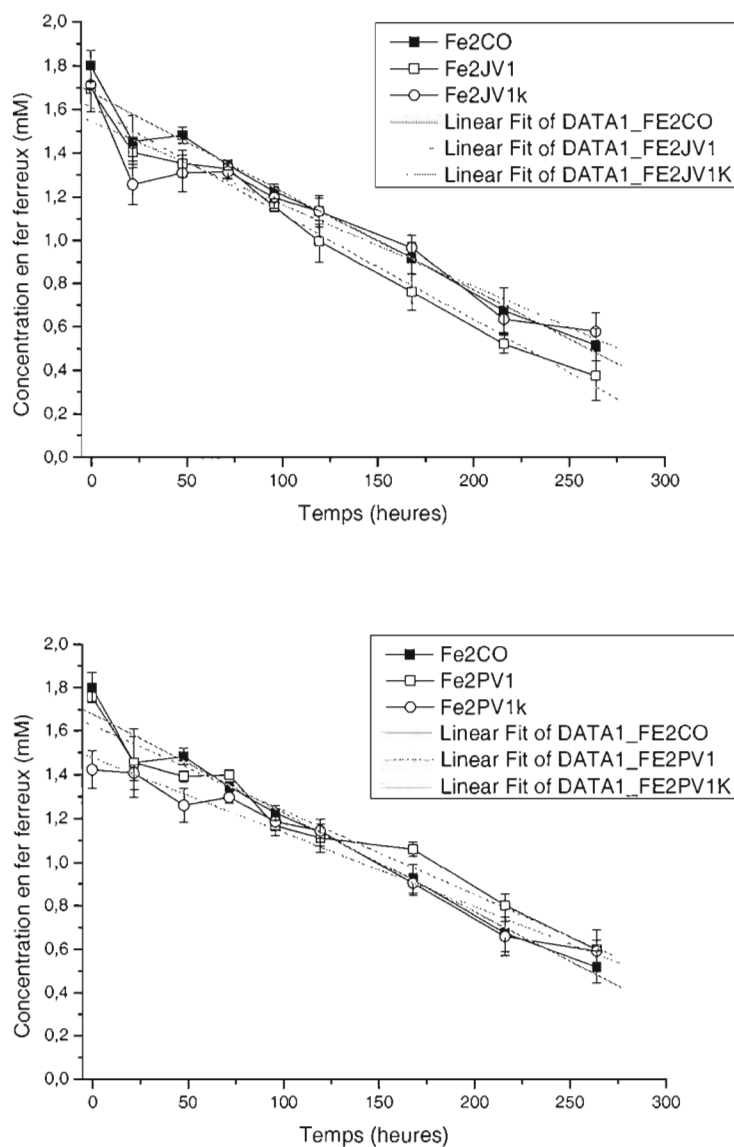 Fe2CO
Fe2JV1
Fe2JV1k
Linear Fit of DATA1_FE2CO
Linear Fit of DATA1_FE2JV1
Linear Fit of DATA1_FE2JV1K
Concentration en fer ferreux (mM)
2,0
1,8
1,6
1,4
1,2
1,0
0,8
0,6
0,4
0,2
0,0
0 50 100 150 200 250 300
Temps (heures)
Fe2CO
Fe2PV1
Fe2PV1k
Linear Fit of DATA1_FE2CO
Linear Fit of DATA1_FE2PV1
Linear Fit of DATA1_FE2PV1K
Concentration en fer ferreux (mM)
2,0
1,8
1,6
1,4
1,2
1,0
0,8
0,6
0,4
0,2
0,0
0 50 100 150 200 250 300
Temps (heures)